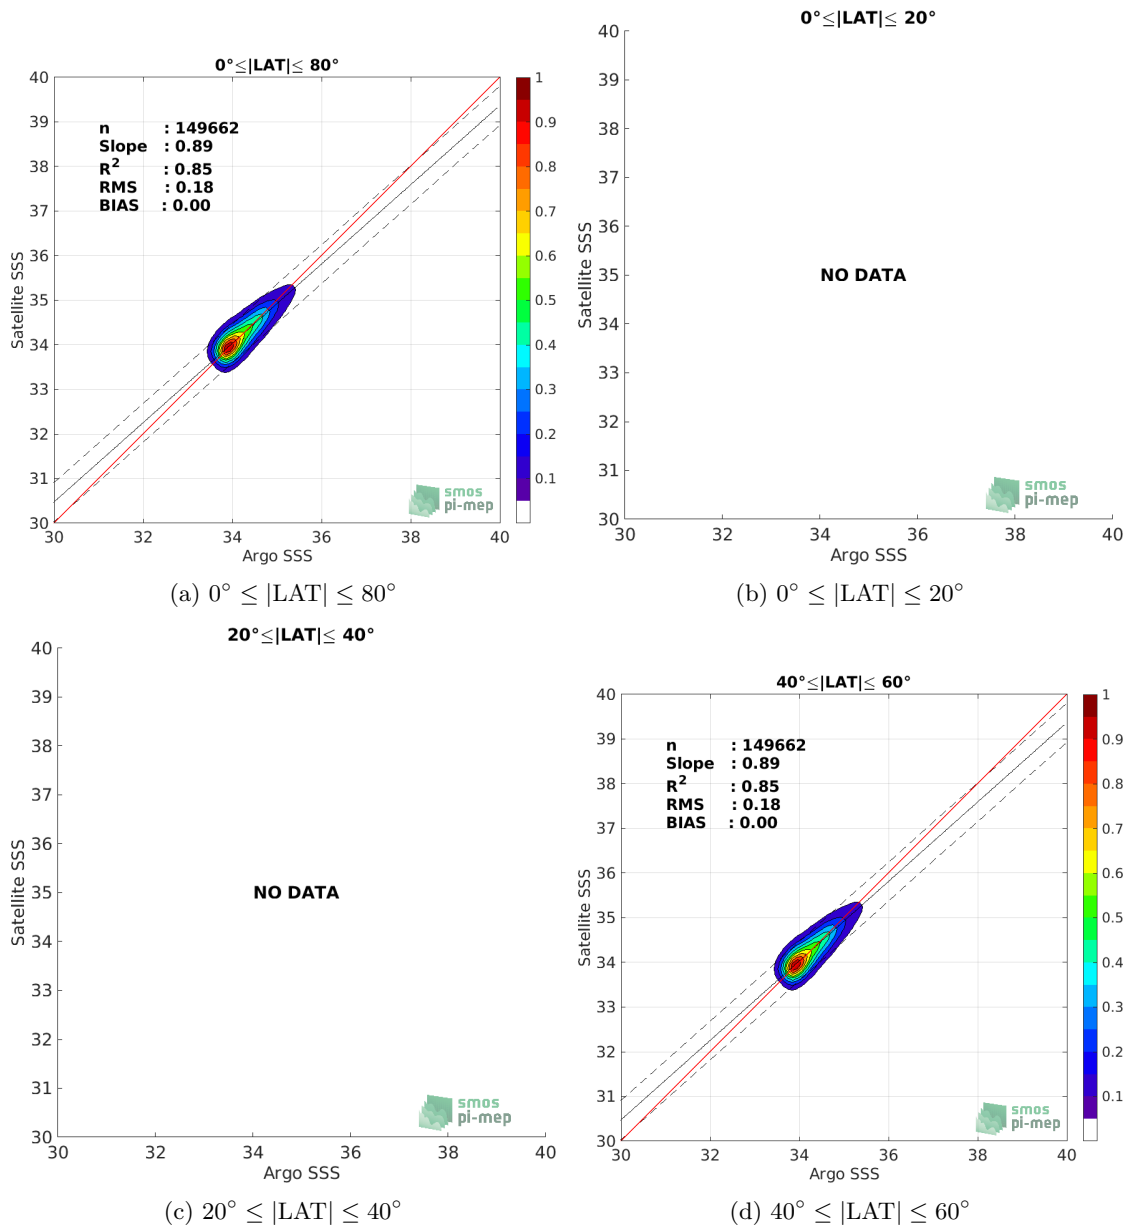 0°≤|LAT|≤ 80°
40
39
38
37
36
35
34
33
32
31
30
Satellite SSS
n : 149662
Slope : 0.89
R2 : 0.85
RMS : 0.18
BIAS : 0.00
smos
pi-mep
30 32 34 36 38 40
Argo SSS
1
0.9
0.8
0.7
0.6
0.5
0.4
0.3
0.2
0.1
(a) 0° ≤ |LAT| ≤ 80°
0°≤|LAT|≤ 20°
40
39
38
37
36
35
34
33
32
31
30
Satellite SSS
NO DATA
smos
pi-mep
30 32 34 36 38 40
Argo SSS
(b) 0° ≤ |LAT| ≤ 20°
20°≤|LAT|≤ 40°
40
39
38
37
36
35
34
33
32
31
30
Satellite SSS
NO DATA
smos
pi-mep
30 32 34 36 38 40
Argo SSS
(c) 20° ≤ |LAT| ≤ 40°
40°≤|LAT|≤ 60°
40
39
38
37
36
35
34
33
32
31
30
Satellite SSS
n : 149662
Slope : 0.89
R2 : 0.85
RMS : 0.18
BIAS : 0.00
smos
pi-mep
30 32 34 36 38 40
Argo SSS
1
0.9
0.8
0.7
0.6
0.5
0.4
0.3
0.2
0.1
(d) 40° ≤ |LAT| ≤ 60°